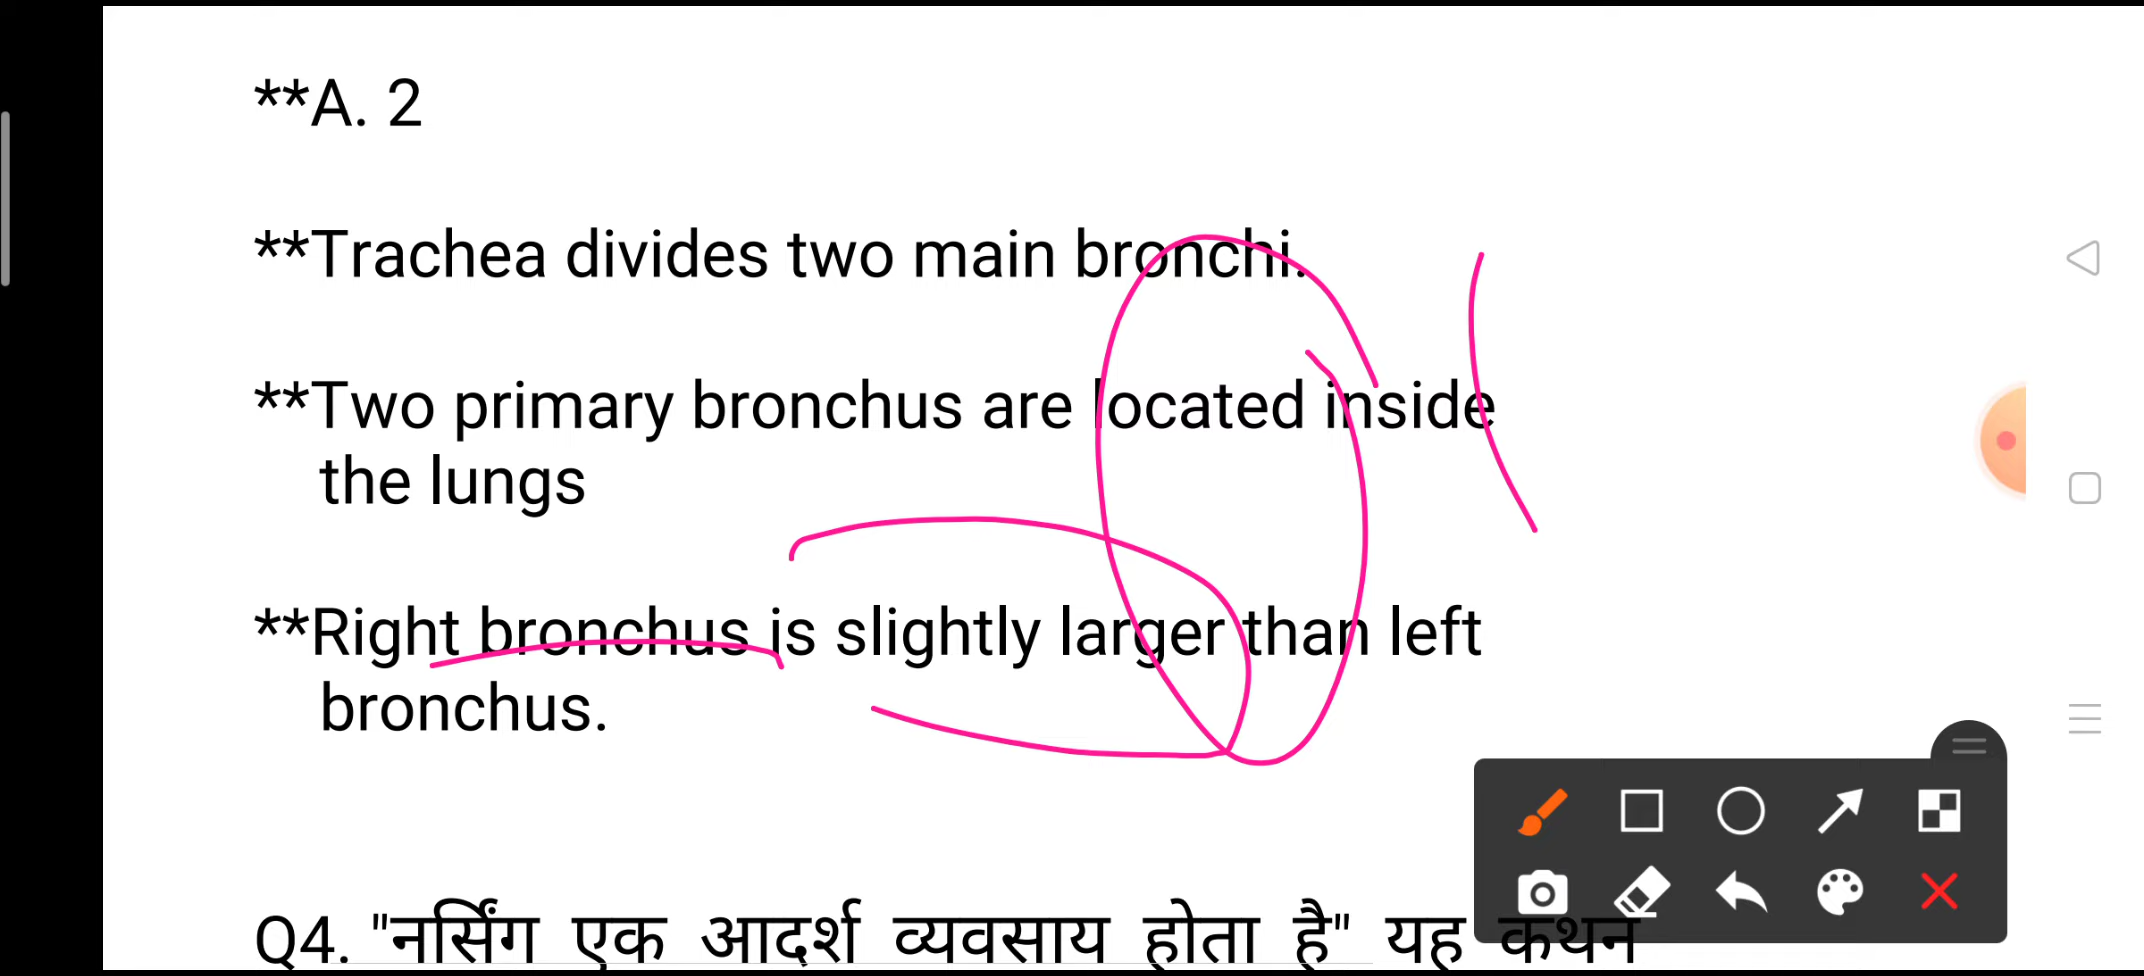 **A. 2
**Trachea divides two main bronchi.
**Two primary bronchus are located inside
the lungs
**Right bronchus is slightly larger than left
bronchus.
Q4. "नर्सिंग एक आदर्श व्यवसाय होता है" यह कथन